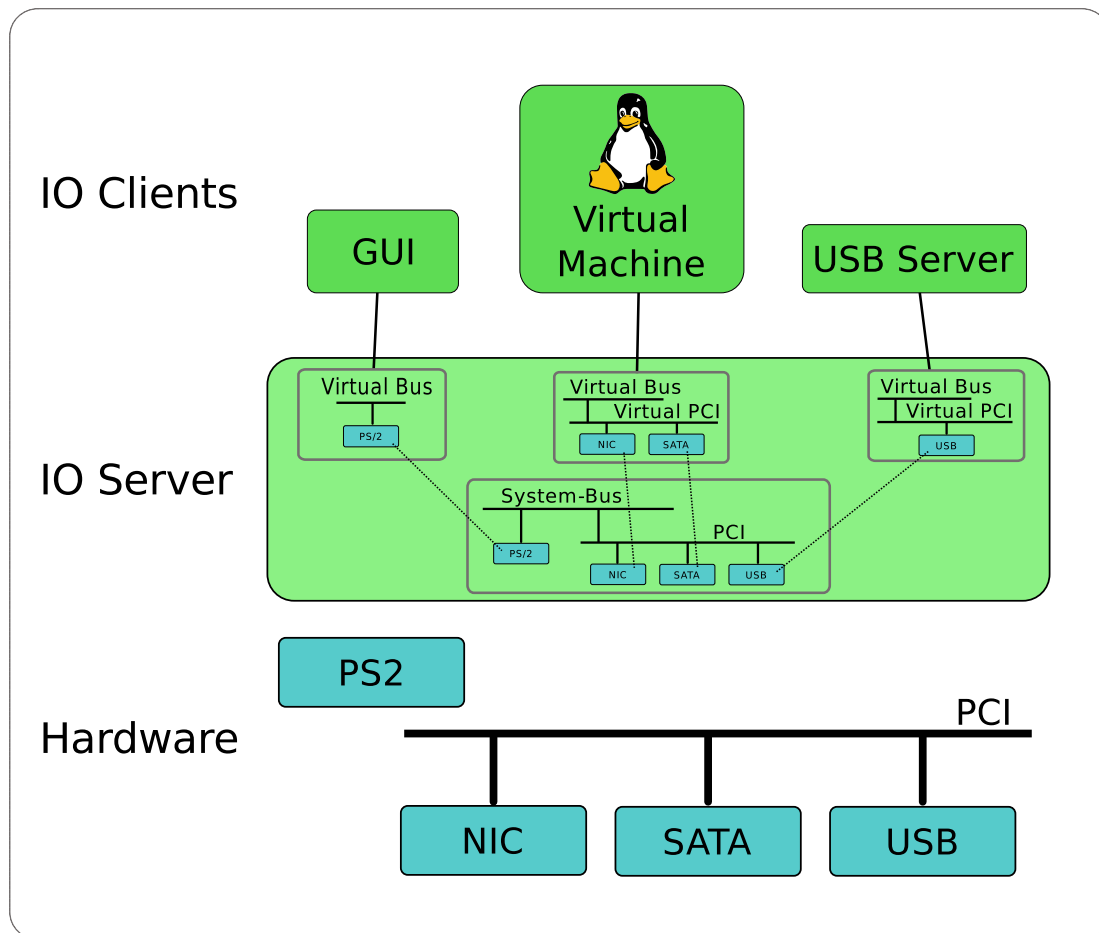 IO Clients
GUI
Virtual
Machine
USB Server
IO Server
Virtual Bus
PS/2
Virtual Bus
Virtual PCI
NIC
SATA
Virtual Bus
Virtual PCI
USB
System-Bus
PCI
PS/2
NIC
SATA
USB
Hardware
PS2
PCI
NIC
SATA
USB